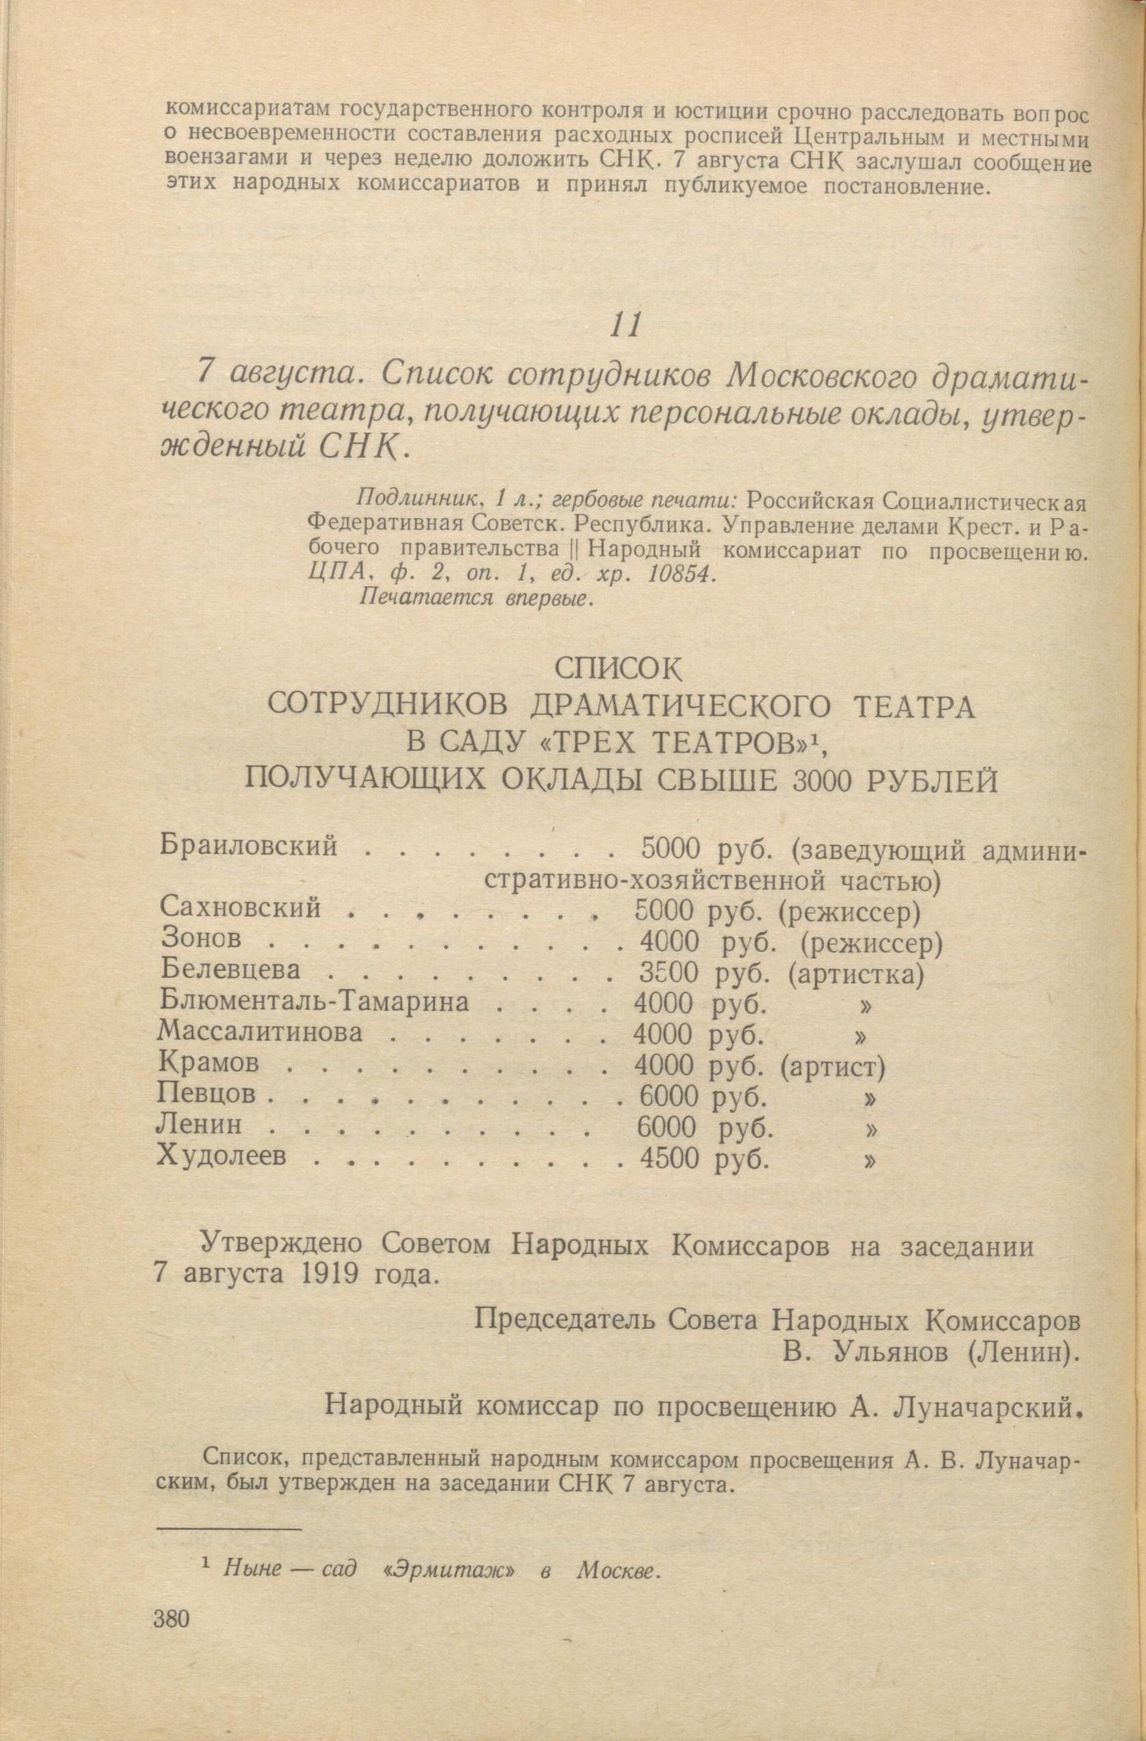 комиссариатам государственного контроля и юстиции срочно расследовать вопрос
о несвоевременности составления расходных росписей Центральным и местными
воензагами и через неделю доложить СНК. 7 августа СНК заслушал сообщение
этих народных комиссариатов и принял публикуемое постановление.
11
7 августа. Список сотрудников Московского драмати-
ческого театра, получающих персональные оклады, утвер-
жденный СНК.
Подлинник, 1 л.; гербовые печати: Российская Социалистическая
Федеративная Советск. Республика. Управление делами Крест. и Ра-
бочего правительства || Народный комиссариат по просвещению.
ЦПА, ф. 2, оп. 1, ед. хр. 10854.
Печатается впервые.
СПИСОК
СОТРУДНИКОВ ДРАМАТИЧЕСКОГО ТЕАТРА
В САДУ «ТРЕХ ТЕАТРОВ»¹,
ПОЛУЧАЮЩИХ ОКЛАДЫ СВЫШЕ 3000 РУБЛЕЙ
Браиловский . . . . . . . . 5000 руб. (заведующий админи-
стративно-хозяйственной частью)
Сахновский . . . . . . . . 5000 руб. (режиссер)
Зонов . . . . . . . . . . . 4000 руб. (режиссер)
Белевцева . . . . . . . . . 3500 руб. (артистка)
Блюменталь-Тамарина . . . . 4000 руб. »
Массалитинова . . . . . . . 4000 руб. »
Крамов . . . . . . . . . . 4000 руб. (артист)
Певцов . . . . . . . . . . . 6000 руб. »
Ленин . . . . . . . . . . 6000 руб. »
Худолеев . . . . . . . . . . 4500 руб. »
Утверждено Советом Народных Комиссаров на заседании
7 августа 1919 года.
Председатель Совета Народных Комиссаров
В. Ульянов (Ленин).
Народный комиссар по просвещению А. Луначарский.
Список, представленный народным комиссаром просвещения А. В. Луначар-
ским, был утвержден на заседании СНК 7 августа.
¹ Ныне — сад «Эрмитаж» в Москве.
380